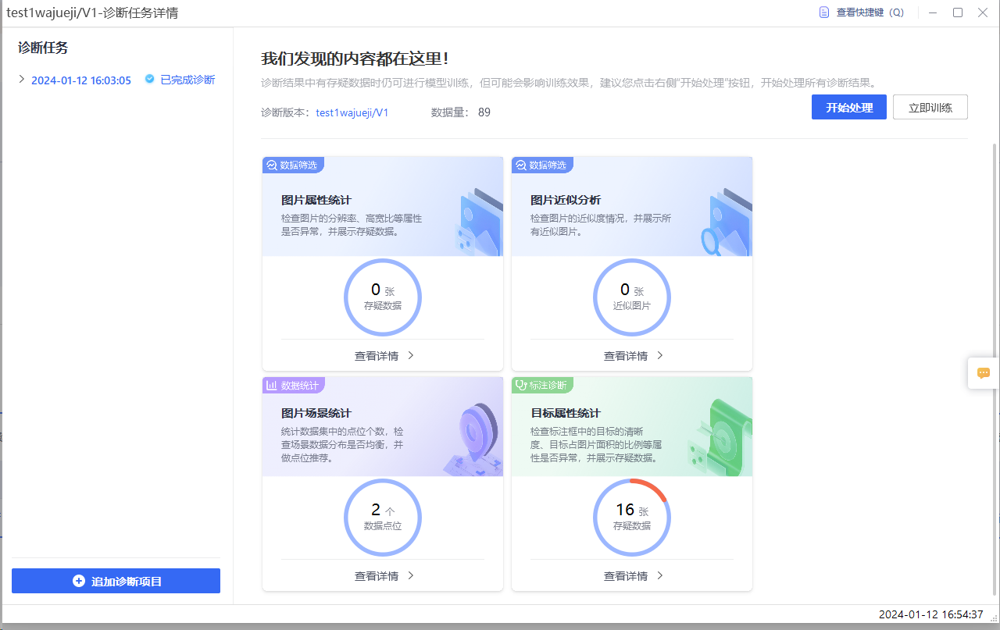 test1wajueji/V1-诊断任务详情
查看快捷键（Q）
诊断任务
2024-01-12 16:03:05 已完成诊断
我们发现的内容都在这里！
诊断结果中有存疑数据时仍可进行模型训练，但可能会影响训练效果，建议您点击右侧“开始处理”按钮，开始处理所有诊断结果。
诊断版本：test1wajueji/V1 数据量： 89
开始处理
立即训练
数据筛选
图片属性统计
检查图片的分辨率、高宽比等属性
是否异常，并展示存疑数据。
0 张
存疑数据
查看详情
数据筛选
图片近似分析
检查图片的近似度情况，并展示所
有近似图片。
0 张
近似图片
查看详情
数据统计
图片场景统计
统计数据集中的点位个数，检
查场景数据分布是否均衡，并
做点位推荐。
2 个
数据点位
查看详情
标注诊断
目标属性统计
检查标注框中的目标的清晰
度、目标占图片面积的比例等属
性是否异常，并展示存疑数据。
16 张
存疑数据
查看详情
追加诊断项目
2024-01-12 16:54:37